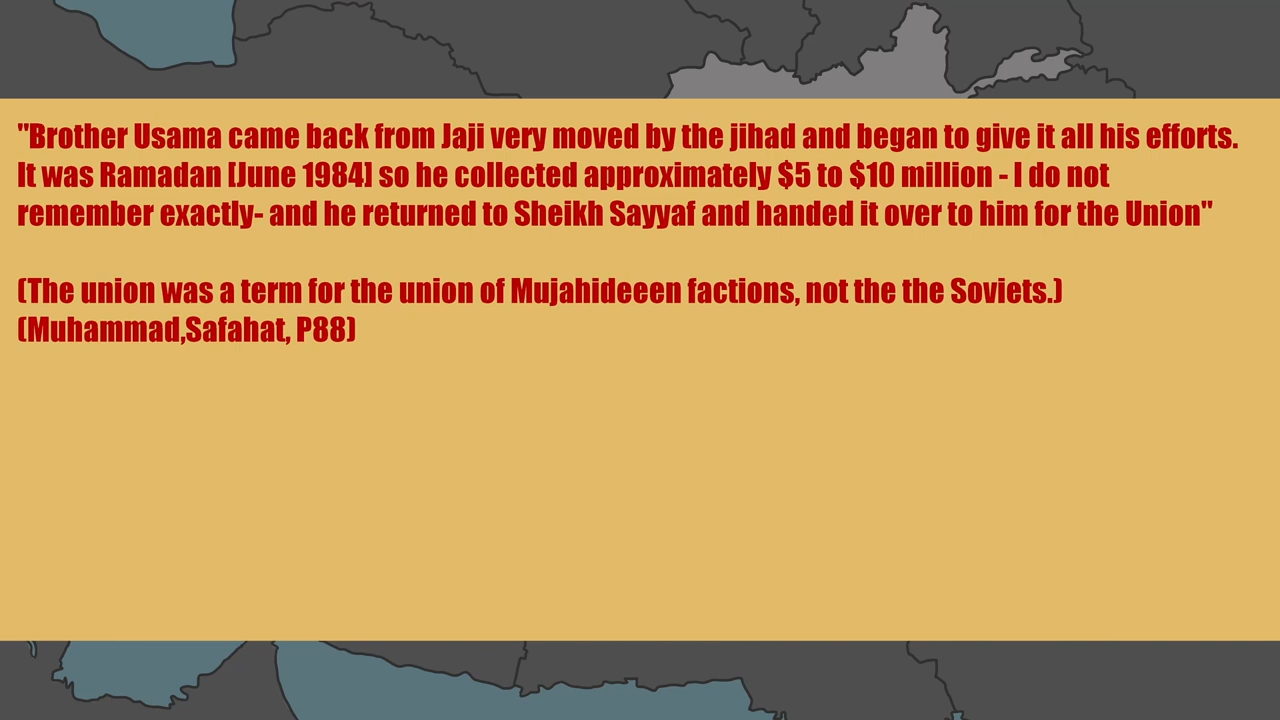 "Brother Usama came back from Jaji very moved by the jihad and began to give it all his efforts.
It was Ramadan [June 1984] so he collected approximately $5 to $10 million - I do not
remember exactly- and he returned to Sheikh Sayyaf and handed it over to him for the Union"
(The union was a term for the union of Mujahideeen factions, not the the Soviets.)
(Muhammad,Safahat, P88)